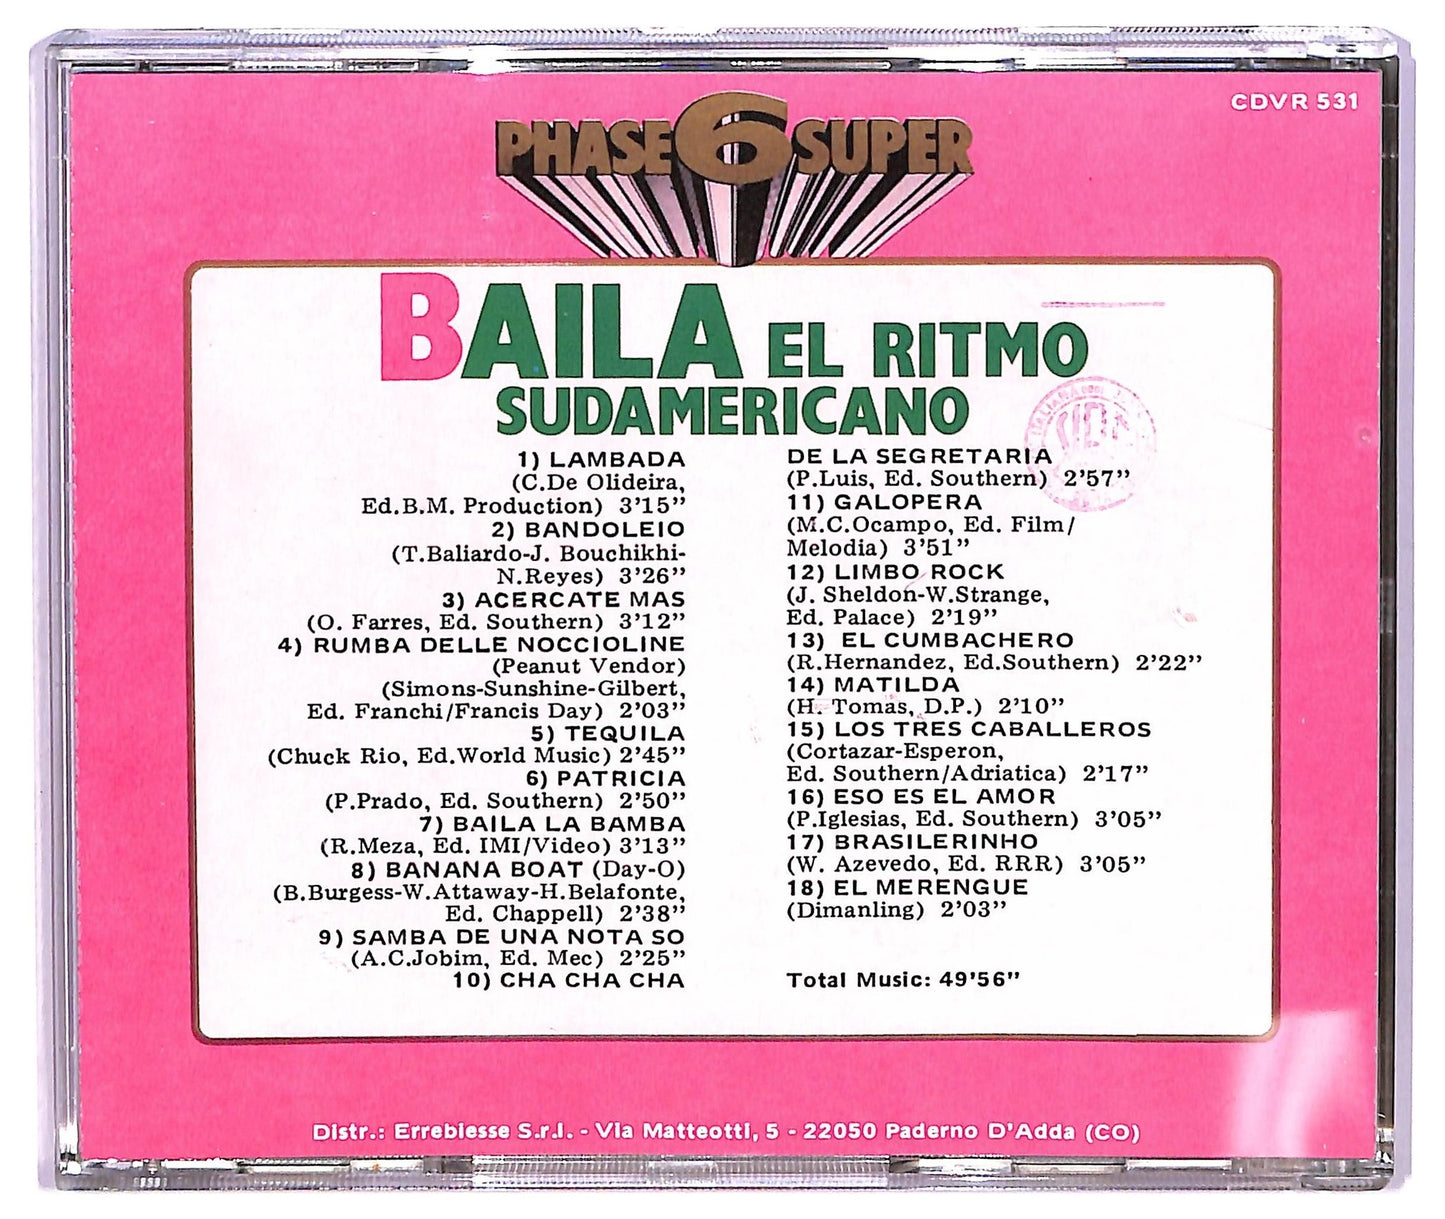 CDVR 531
PHASE 6 SUPER
BAILA EL RITMO
SUDAMERICANO
1) LAMBADA
(C.De Olideira,
Ed.B.M. Production) 3'15"
2) BANDOLEIO
(T.Baliardo-J. Bouchikhi-
N.Reyes) 3'26"
3) ACERCATE MAS
(O. Farres, Ed. Southern) 3'12"
4) RUMBA DELLE NOCCIOLINE
(Peanut Vendor)
(Simons-Sunshine-Gilbert,
Ed. Franchi/Francis Day) 2'03"
5) TEQUILA
(Chuck Rio, Ed.World Music) 2'45"
6) PATRICIA
(P.Prado, Ed. Southern) 2'50"
7) BAILA LA BAMBA
(R.Meza, Ed. IMI/Video) 3'13"
8) BANANA BOAT (Day-O)
(B.Burgess-W.Attaway-H.Belafonte,
Ed. Chappell) 2'38"
9) SAMBA DE UNA NOTA SO
(A.C.Jobim, Ed. Mec) 2'25"
10) CHA CHA CHA
DE LA SEGRETARIA
(P.Luis, Ed. Southern) 2'57"
11) GALOPERA
(M.C.Ocampo, Ed. Film/
Melodia) 3'51"
12) LIMBO ROCK
(J. Sheldon-W.Strange,
Ed. Palace) 2'19"
13) EL CUMBACHERO
(R.Hernandez, Ed.Southern) 2'22"
14) MATILDA
(H. Tomas, D.P.) 2'10"
15) LOS TRES CABALLEROS
(Cortazar-Esperon,
Ed. Southern/Adriatica) 2'17"
16) ESO ES EL AMOR
(P.Iglesias, Ed. Southern) 3'05"
17) BRASILERINHO
(W. Azevedo, Ed. RRR) 3'05"
18) EL MERENGUE
(Dimanling) 2'03"
Total Music: 49'56"
ITALIANA
Distr.: Errebiesse S.r.l. - Via Matteotti, 5 - 22050 Paderno D'Adda (CO)